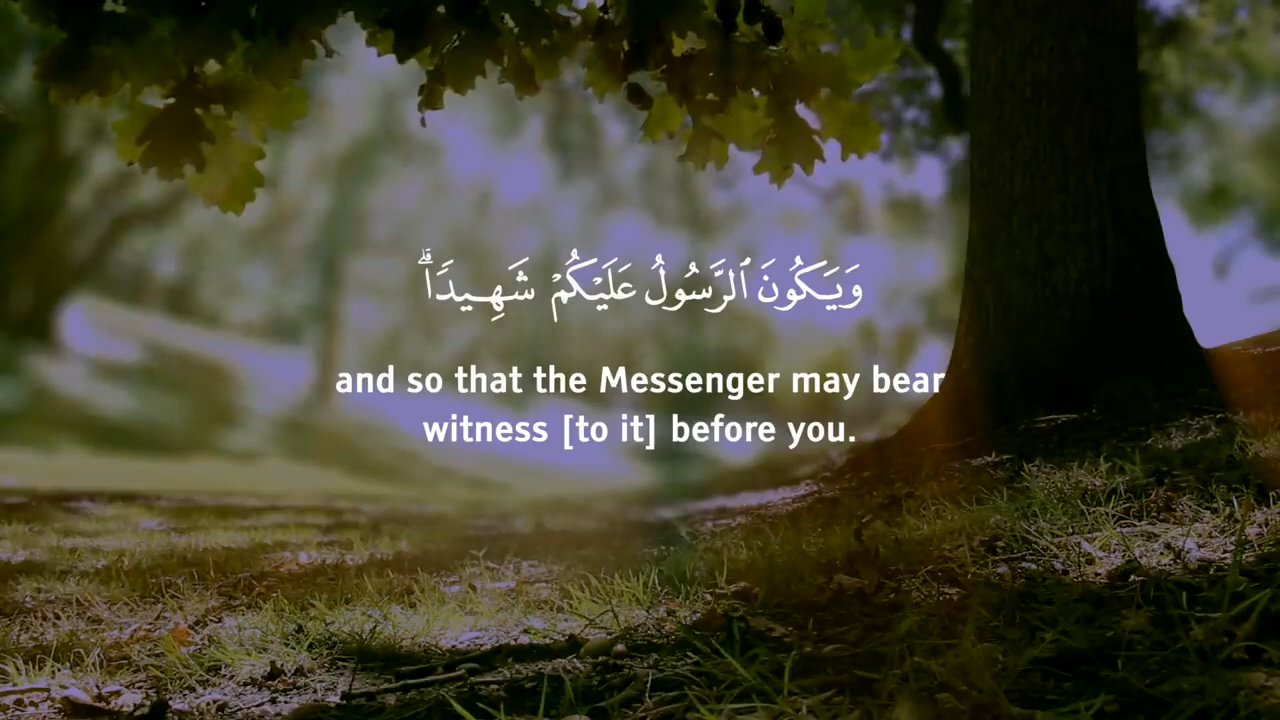 وَيَكُونَ ٱلرَّسُولُ عَلَيْكُمْ شَهِيدًاۗ
and so that the Messenger may bear
witness [to it] before you.